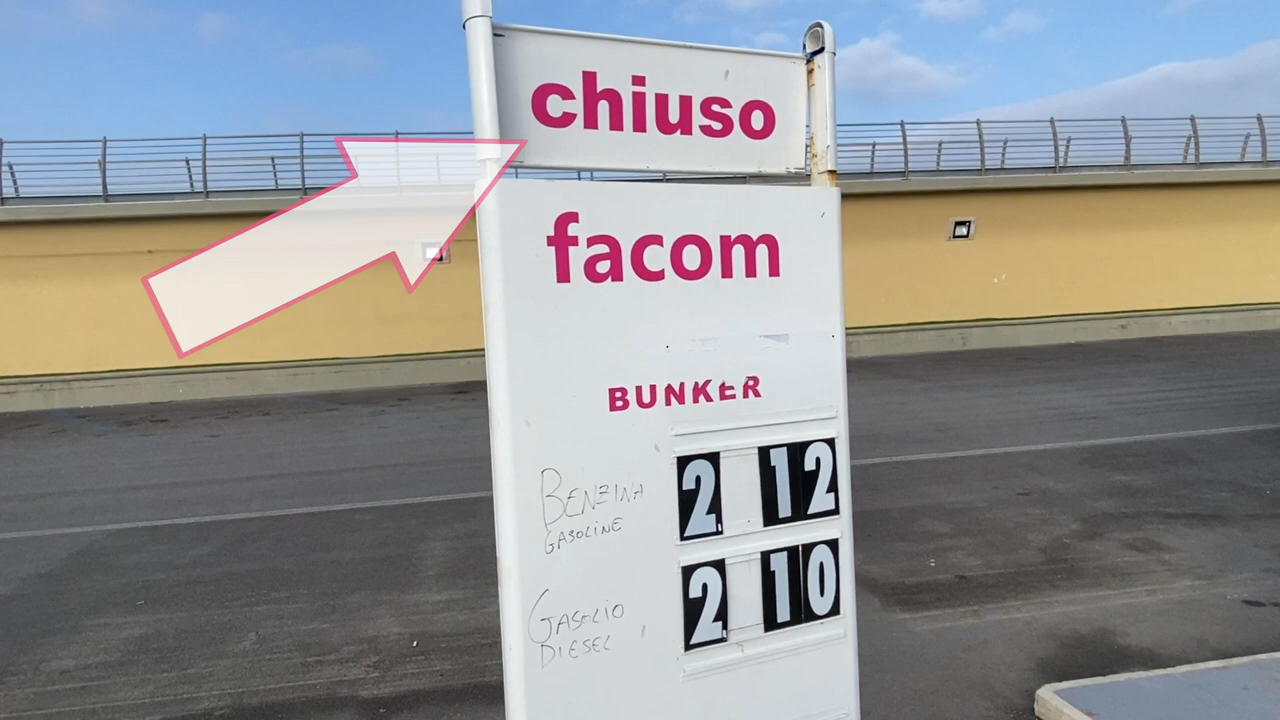 chiuso
facom
BUNKER
BENZINA 2. 12
GASOLINE
GASOLIO 2. 10
DIESEL